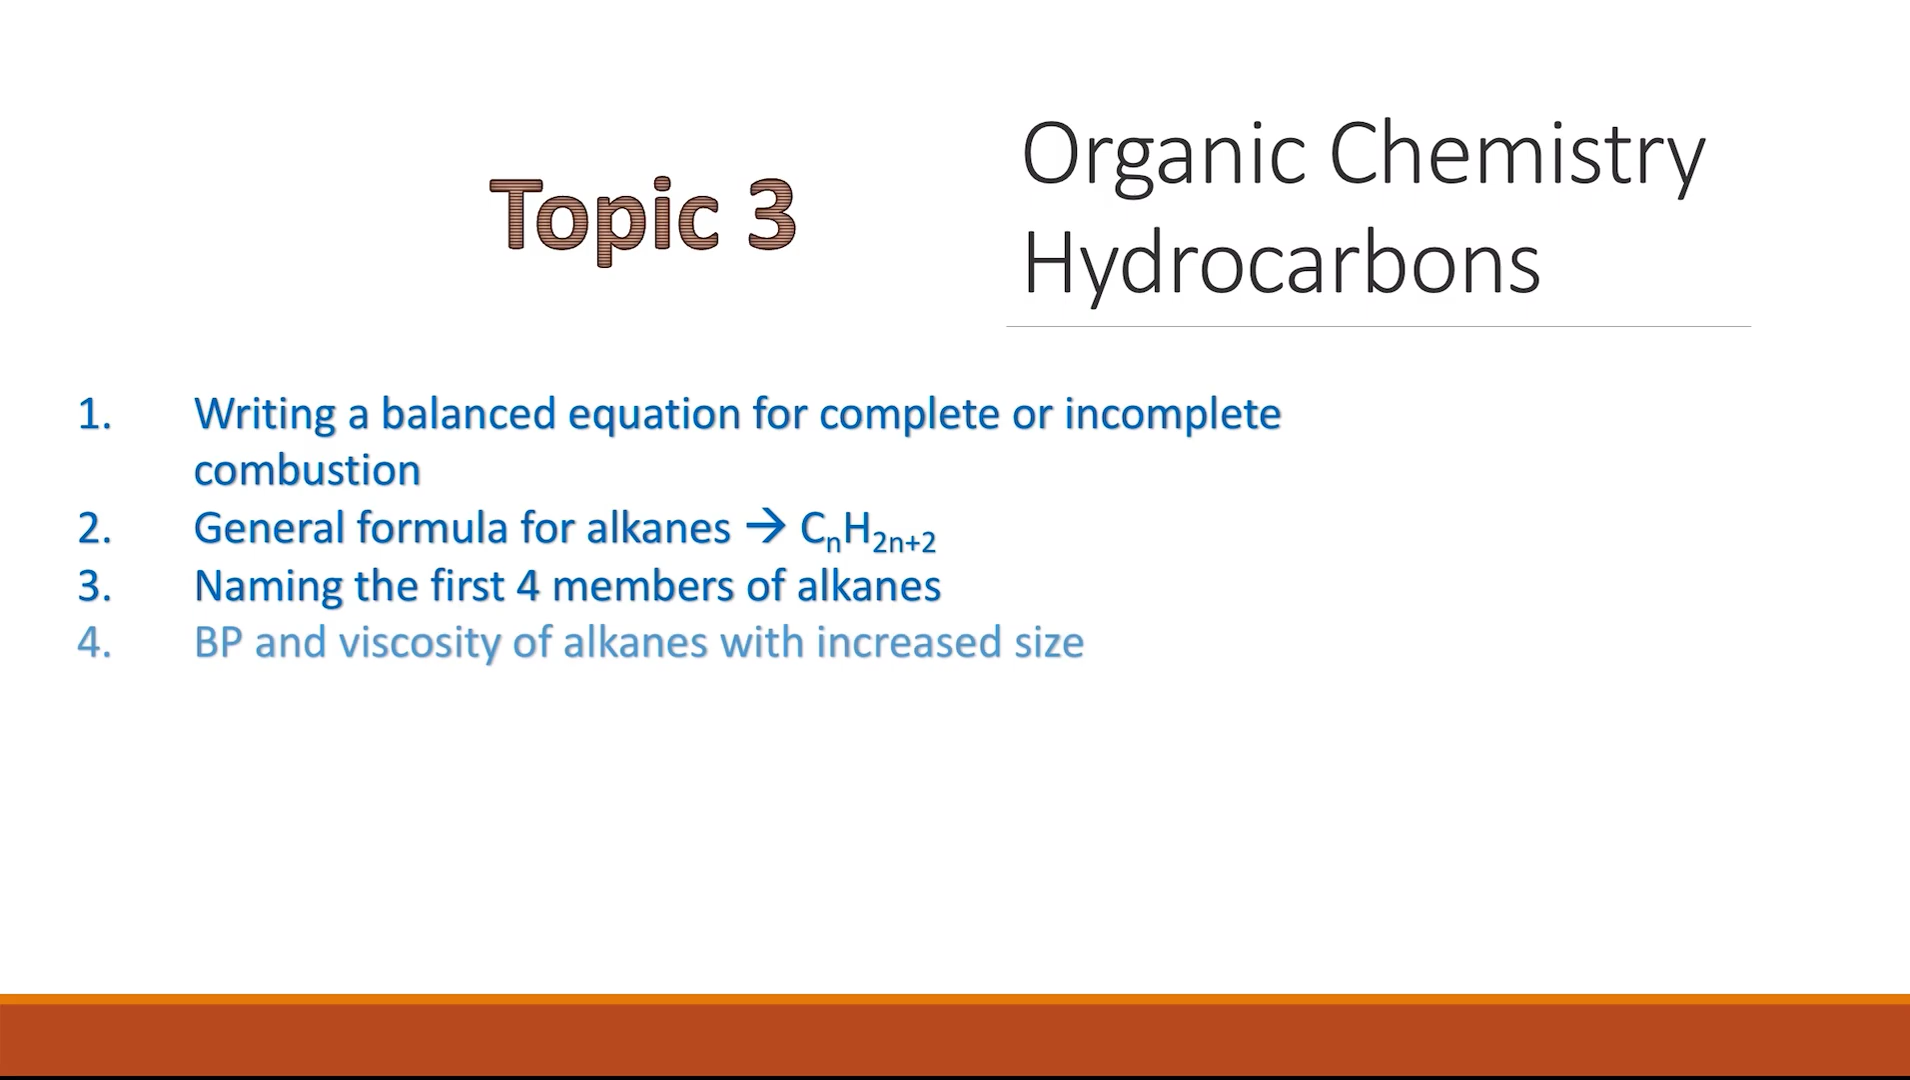 Topic 3
Organic Chemistry
Hydrocarbons
1. Writing a balanced equation for complete or incomplete
combustion
2. General formula for alkanes → CₙH₂ₙ₊₂
3. Naming the first 4 members of alkanes
4. BP and viscosity of alkanes with increased size